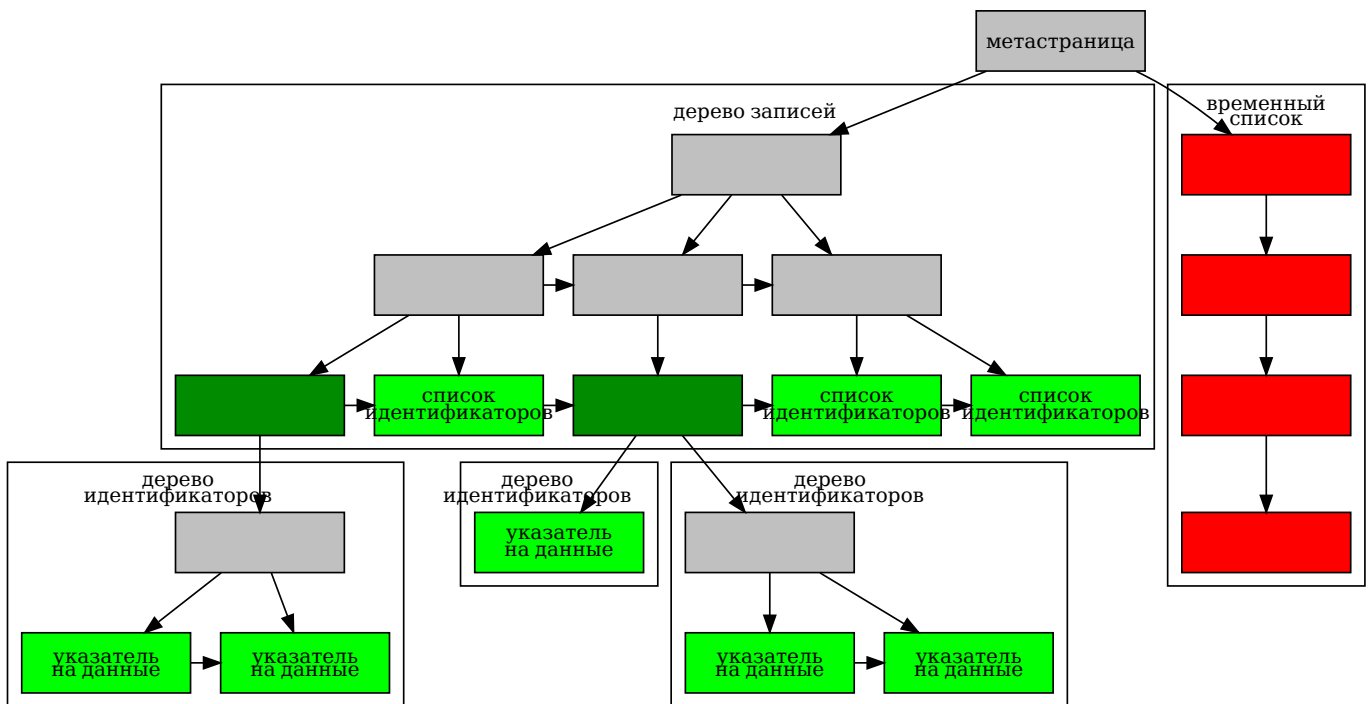 метастраница
дерево записей
временный
список
список
идентификаторов
список
идентификаторов
список
идентификаторов
дерево
идентификаторов
дерево
идентификаторов
дерево
идентификаторов
указатель
на данные
указатель
на данные
указатель
на данные
указатель
на данные
указатель
на данные